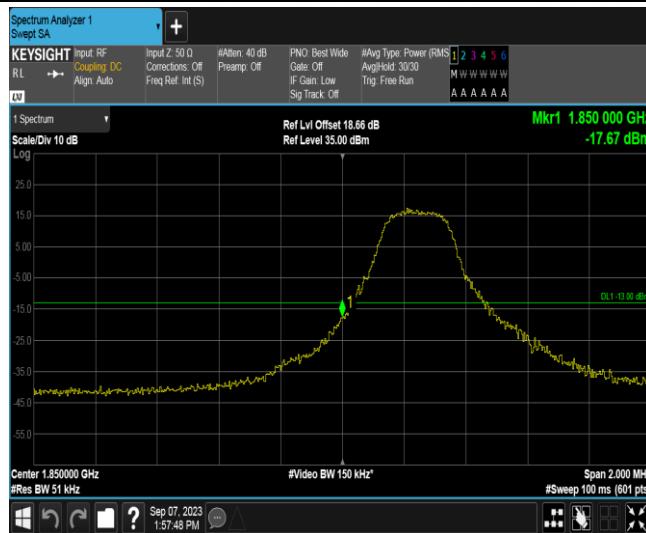 Spectrum Analyzer 1
Swept SA
+
KEYSIGHT
RL
Input: RF
Coupling: DC
Align: Auto
Input Z: 50 Ω
Corrections: Off
Freq Ref: Int (S)
#Atten: 40 dB
Preamp: Off
PNO: Best Wide
Gate: Off
IF Gain: Low
Sig Track: Off
#Avg Type: Power (RMS
Avg|Hold: 30/30
Trig: Free Run
1 2 3 4 5 6
M W W W W W
A A A A A A
1 Spectrum
Scale/Div 10 dB
Log
Ref Lvl Offset 18.66 dB
Ref Level 35.00 dBm
Mkr1 1.850 000 GHz
-17.67 dBm
25.0
15.0
5.00
-5.00
-15.0
-25.0
-35.0
-45.0
-55.0
1
DL1 -13.00 dBm
Center 1.850000 GHz
#Res BW 51 kHz
#Video BW 150 kHz*
Span 2.000 MH
#Sweep 100 ms (601 pts
?
Sep 07, 2023
1:57:48 PM